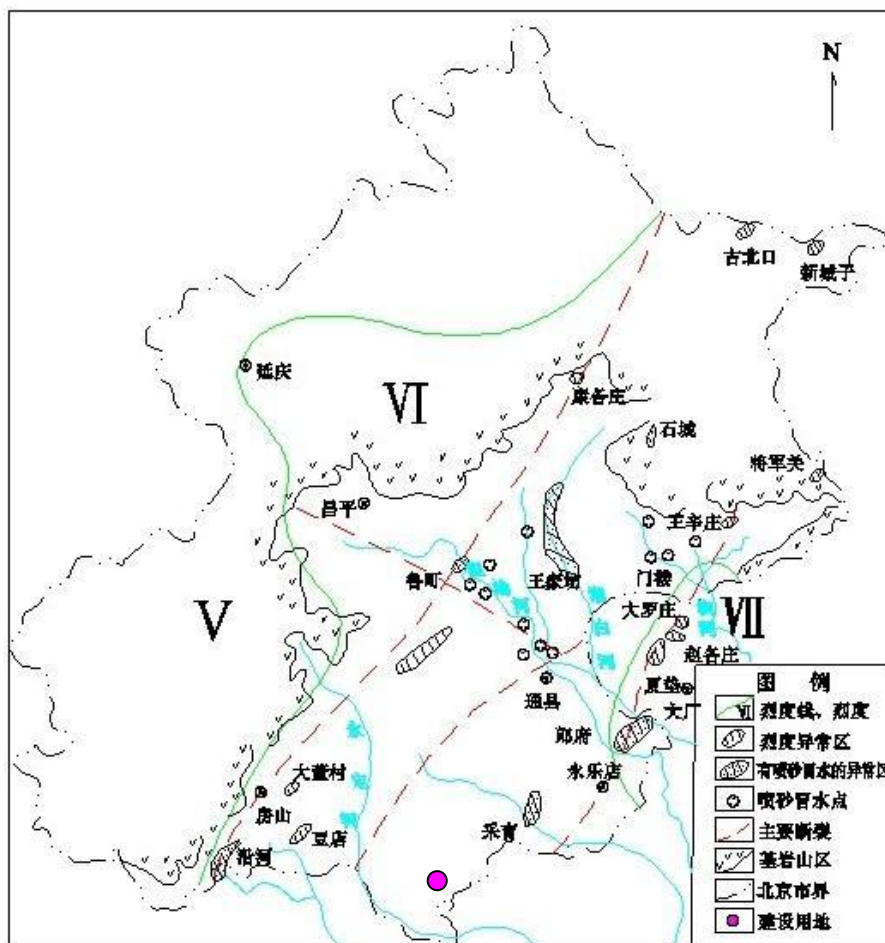 N
古北口
新城子
延庆
Ⅵ
康各庄
石城
将军关
昌平
王辛庄
鲁町
王家场
门楼
Ⅴ
大罗庄
Ⅶ
赵各庄
夏垫
通县
大厂
郎府
大董村
永乐店
房山
采育
豆店
沿河
图 例
Ⅶ 烈度线、烈度
烈度异常区
有喷砂冒水的异常区
喷砂冒水点
主要断裂
基岩山区
北京市界
建设用地